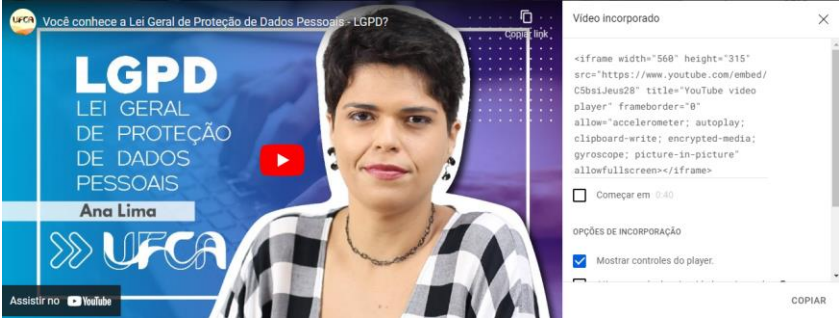 UFCA
Você conhece a Lei Geral de Proteção de Dados Pessoais - LGPD?
Copiar link
LGPD
LEI GERAL
DE PROTEÇÃO
DE DADOS
PESSOAIS
Ana Lima
UFCA
Assistir no YouTube
Vídeo incorporado
<iframe width="560" height="315"
src="https://www.youtube.com/embed/
C5bsiJeus28" title="YouTube video
player" frameborder="0"
allow="accelerometer; autoplay;
clipboard-write; encrypted-media;
gyroscope; picture-in-picture"
allowfullscreen></iframe>
Começar em 0:40
OPÇÕES DE INCORPORAÇÃO
Mostrar controles do player.
COPIAR